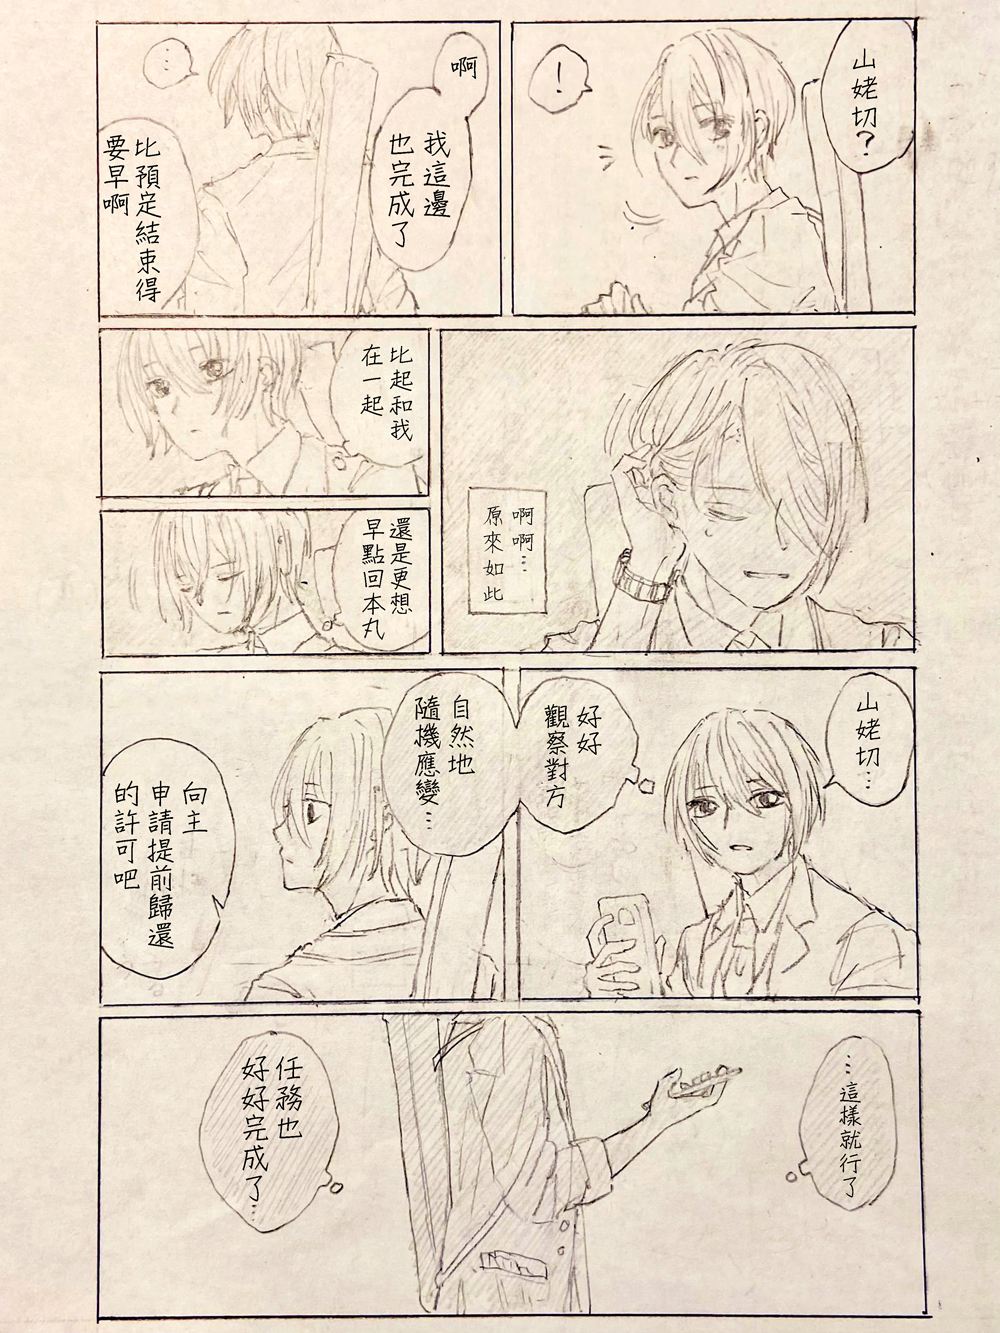 山姥切?
!
啊
我這邊
也完成了
…
比預定結束得
要早啊
啊啊…
原來如此
比起和我
在一起
還是更想
早點回本丸
山姥切…
好好
觀察對方
自然地
隨機應變…
向主
申請提前歸還
的許可吧
…這樣就行了
任務也
好好完成了…